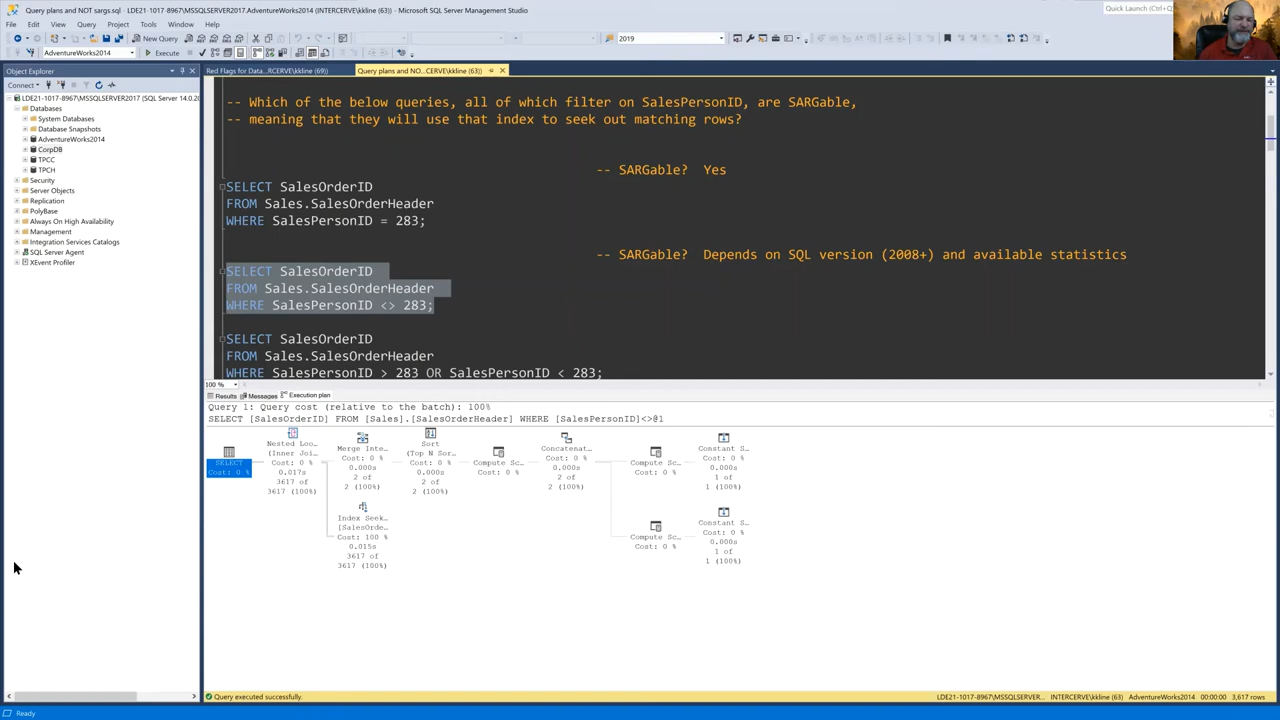 Query plans and NOT sargs.sql - LDE21-1017-8967\MSSQLSERVER2017.AdventureWorks2014 (INTERCERVE\kkline (63)) - Microsoft SQL Server Management Studio
Quick Launch (Ctrl+Q)
File Edit View Query Project Tools Window Help
New Query
2019
AdventureWorks2014
Execute
Object Explorer
Connect
LDE21-1017-8967\MSSQLSERVER2017 (SQL Server 14.0.20
Databases
System Databases
Database Snapshots
AdventureWorks2014
CorpDB
TPCC
TPCH
Security
Server Objects
Replication
PolyBase
Always On High Availability
Management
Integration Services Catalogs
SQL Server Agent
XEvent Profiler
Red Flags for Data...RCERVE\kkline (69))
Query plans and NO...CERVE\kkline (63))
-- Which of the below queries, all of which filter on SalesPersonID, are SARGable,
-- meaning that they will use that index to seek out matching rows?
-- SARGable? Yes
SELECT SalesOrderID
FROM Sales.SalesOrderHeader
WHERE SalesPersonID = 283;
-- SARGable? Depends on SQL version (2008+) and available statistics
SELECT SalesOrderID
FROM Sales.SalesOrderHeader
WHERE SalesPersonID <> 283;
SELECT SalesOrderID
FROM Sales.SalesOrderHeader
WHERE SalesPersonID > 283 OR SalesPersonID < 283;
100 %
Results Messages Execution plan
Query 1: Query cost (relative to the batch): 100%
SELECT [SalesOrderID] FROM [Sales].[SalesOrderHeader] WHERE [SalesPersonID]<>@1
SELECT
Cost: 0 %
Nested Loo...
(Inner Joi...
Cost: 0 %
0.017s
3617 of
3617 (100%)
Merge Inte...
Cost: 0 %
0.000s
2 of
2 (100%)
Sort
(Top N Sor...
Cost: 0 %
0.000s
2 of
2 (100%)
Compute Sc...
Cost: 0 %
Concatenat...
Cost: 0 %
0.000s
2 of
2 (100%)
Compute Sc...
Cost: 0 %
Constant S...
Cost: 0 %
0.000s
1 of
1 (100%)
Index Seek...
[SalesOrde...
Cost: 100 %
0.015s
3617 of
3617 (100%)
Compute Sc...
Cost: 0 %
Constant S...
Cost: 0 %
0.000s
1 of
1 (100%)
Query executed successfully.
LDE21-1017-8967\MSSQLSERVER... INTERCERVE\kkline (63) AdventureWorks2014 00:00:00 3,617 rows
Ready